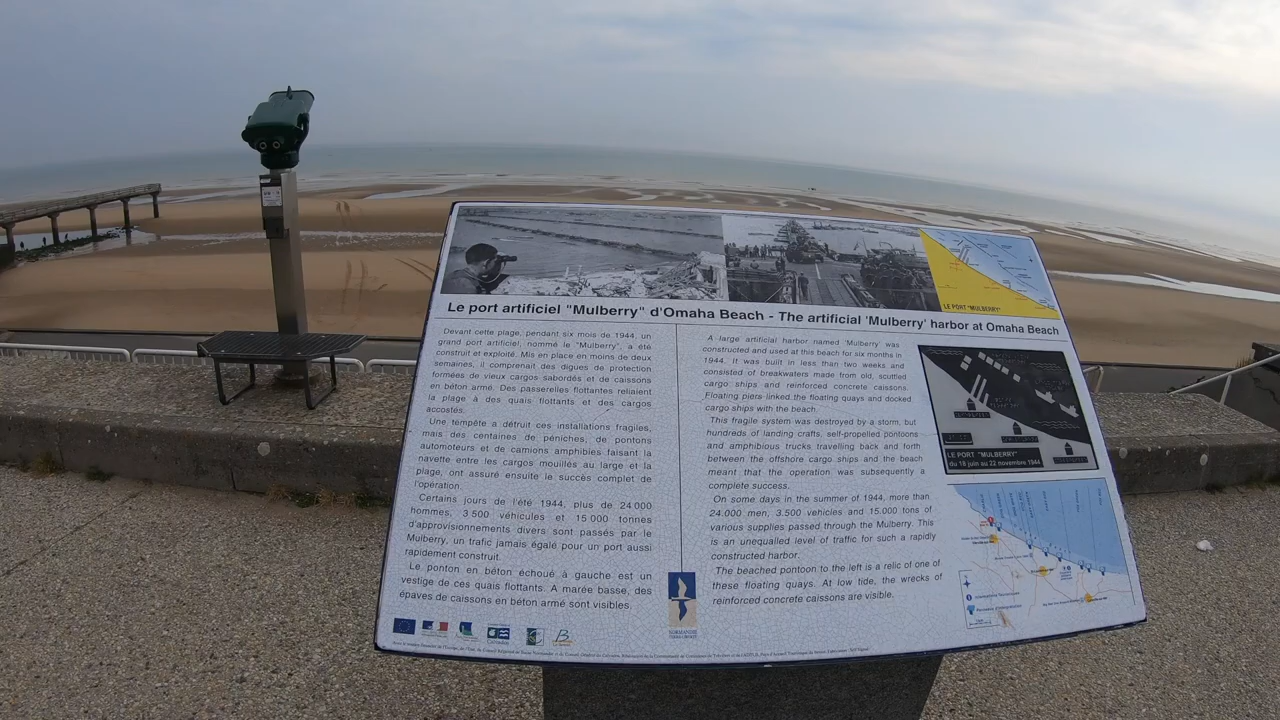 LE PORT "MULBERRY"
Le port artificiel "Mulberry" d'Omaha Beach - The artificial 'Mulberry' harbor at Omaha Beach
Devant cette plage, pendant six mois de 1944, un
grand port artificiel, nommé le "Mulberry", a été
construit et exploité. Mis en place en moins de deux
semaines, il comprenait des digues de protection
formées de vieux cargos sabordés et de caissons
en béton armé. Des passerelles flottantes reliaient
la plage à des quais flottants et des cargos
accostés.
Une tempête a détruit ces installations fragiles,
mais des centaines de péniches, de pontons
automoteurs et de camions amphibies faisant la
navette entre les cargos mouillés au large et la
plage, ont assuré ensuite le succès complet de
l'opération.
Certains jours de l'été 1944, plus de 24 000
hommes, 3 500 véhicules et 15 000 tonnes
d'approvisionnements divers sont passés par le
Mulberry, un trafic jamais égalé pour un port aussi
rapidement construit.
Le ponton en béton échoué à gauche est un
vestige de ces quais flottants. A marée basse, des
épaves de caissons en béton armé sont visibles.
A large artificial harbor named 'Mulberry' was
constructed and used at this beach for six months in
1944. It was built in less than two weeks and
consisted of breakwaters made from old, scuttled
cargo ships and reinforced concrete caissons.
Floating piers linked the floating quays and docked
cargo ships with the beach.
This fragile system was destroyed by a storm, but
hundreds of landing crafts, self-propelled pontoons
and amphibious trucks travelling back and forth
between the offshore cargo ships and the beach
meant that the operation was subsequently a
complete success.
On some days in the summer of 1944, more than
24.000 men, 3.500 vehicles and 15.000 tons of
various supplies passed through the Mulberry. This
is an unequalled level of traffic for such a rapidly
constructed harbor.
The beached pontoon to the left is a relic of one of
these floating quays. At low tide, the wrecks of
reinforced concrete caissons are visible.
LE PORT "MULBERRY"
du 18 juin au 22 novembre 1944
NORMANDIE